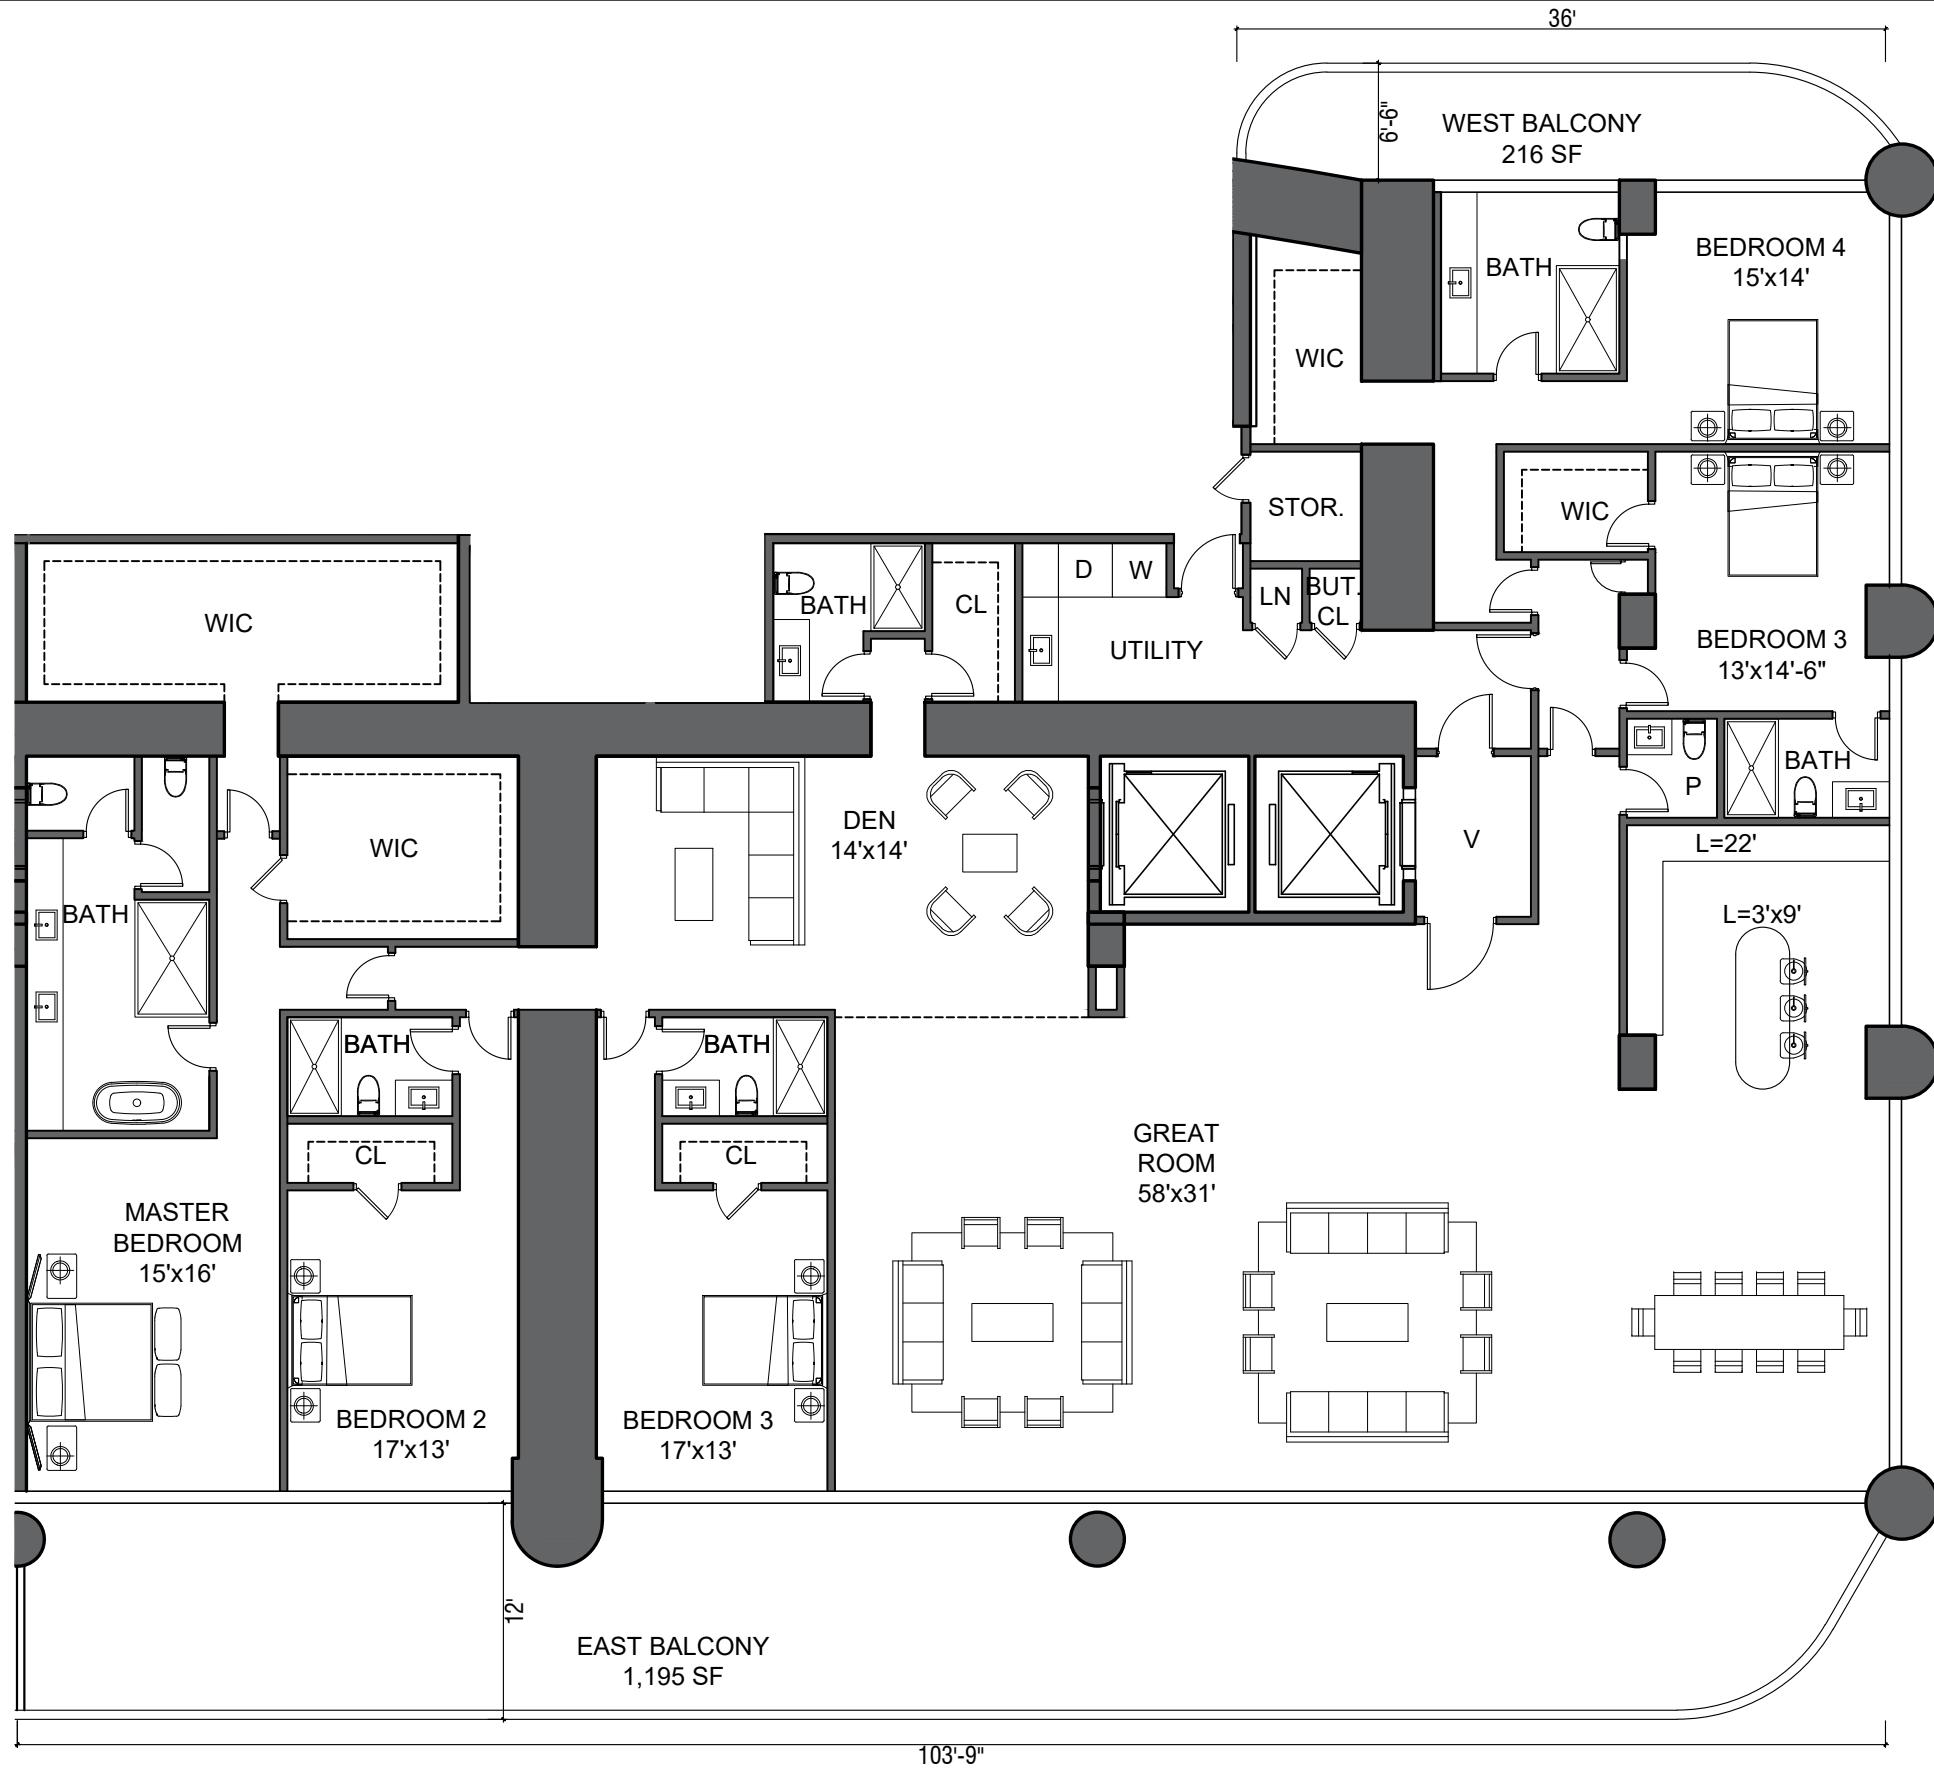 36'
6'-6"
WEST BALCONY
216 SF
BEDROOM 4
15'x14'
BATH
WIC
STOR.
WIC
D
W
LN
BUT.
CL
BATH
CL
WIC
UTILITY
BEDROOM 3
13'x14'-6"
BATH
P
DEN
14'x14'
WIC
V
L=22'
BATH
L=3'x9'
BATH
BATH
GREAT
ROOM
58'x31'
CL
CL
MASTER
BEDROOM
15'x16'
BEDROOM 2
17'x13'
BEDROOM 3
17'x13'
12'
EAST BALCONY
1,195 SF
103'-9"